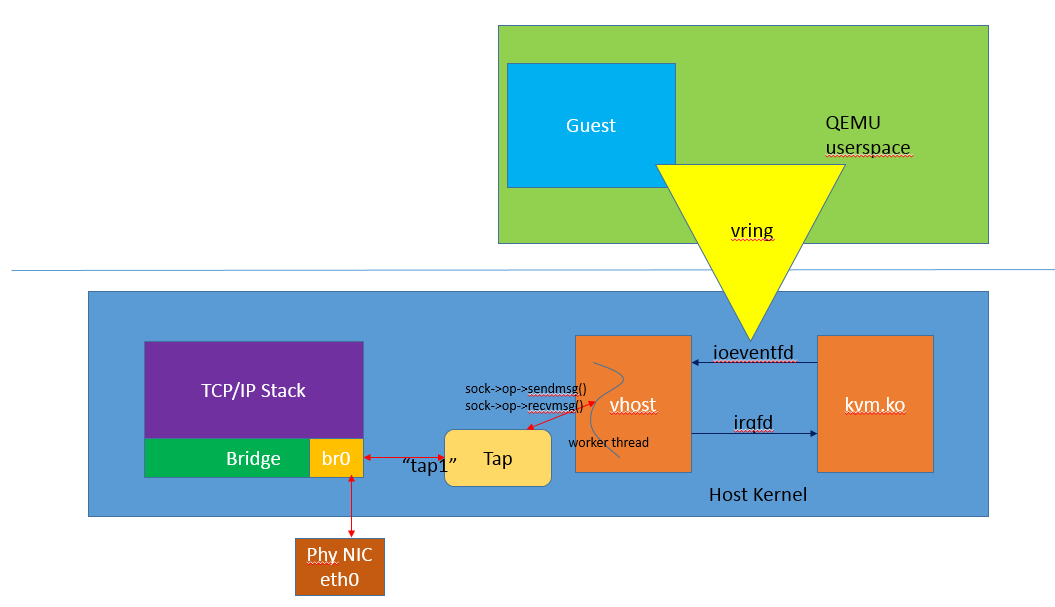 Guest
QEMU
userspace
vring
TCP/IP Stack
Bridge
br0
“tap1”
Tap
sock->op->sendmsg()
sock->op->recvmsg()
vhost
worker thread
ioeventfd
irqfd
kvm.ko
Host Kernel
Phy NIC
eth0